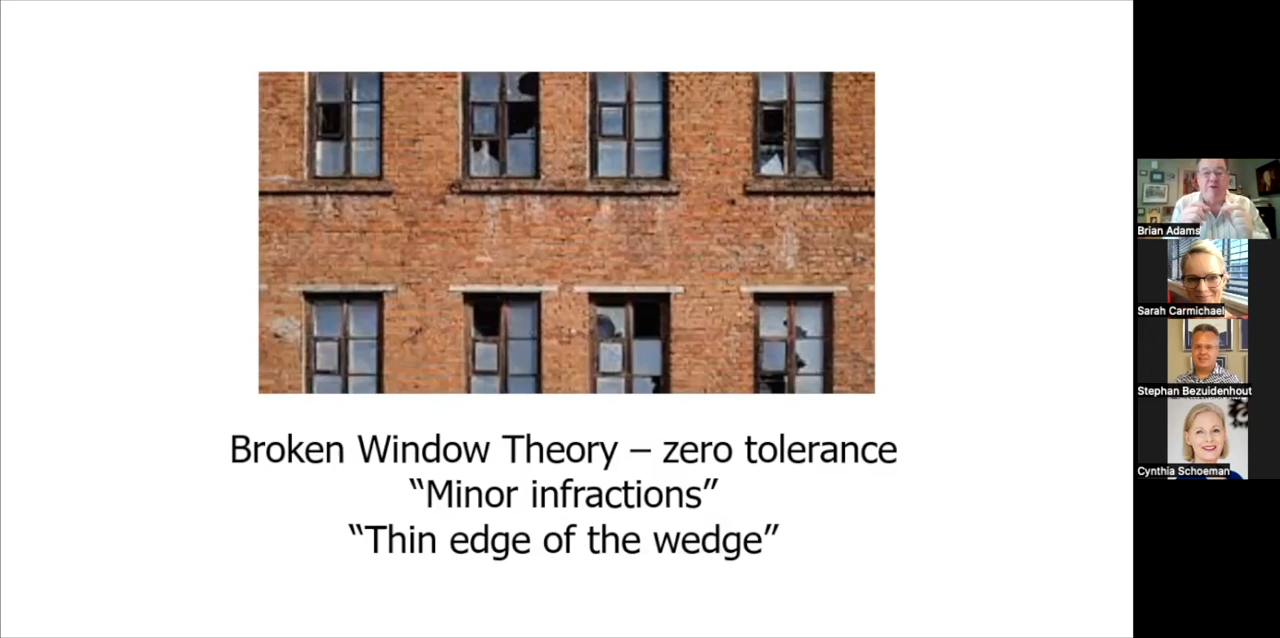 Broken Window Theory – zero tolerance
“Minor infractions”
“Thin edge of the wedge”
Brian Adams
Sarah Carmichael
Stephan Bezuidenhout
Cynthia Schoeman